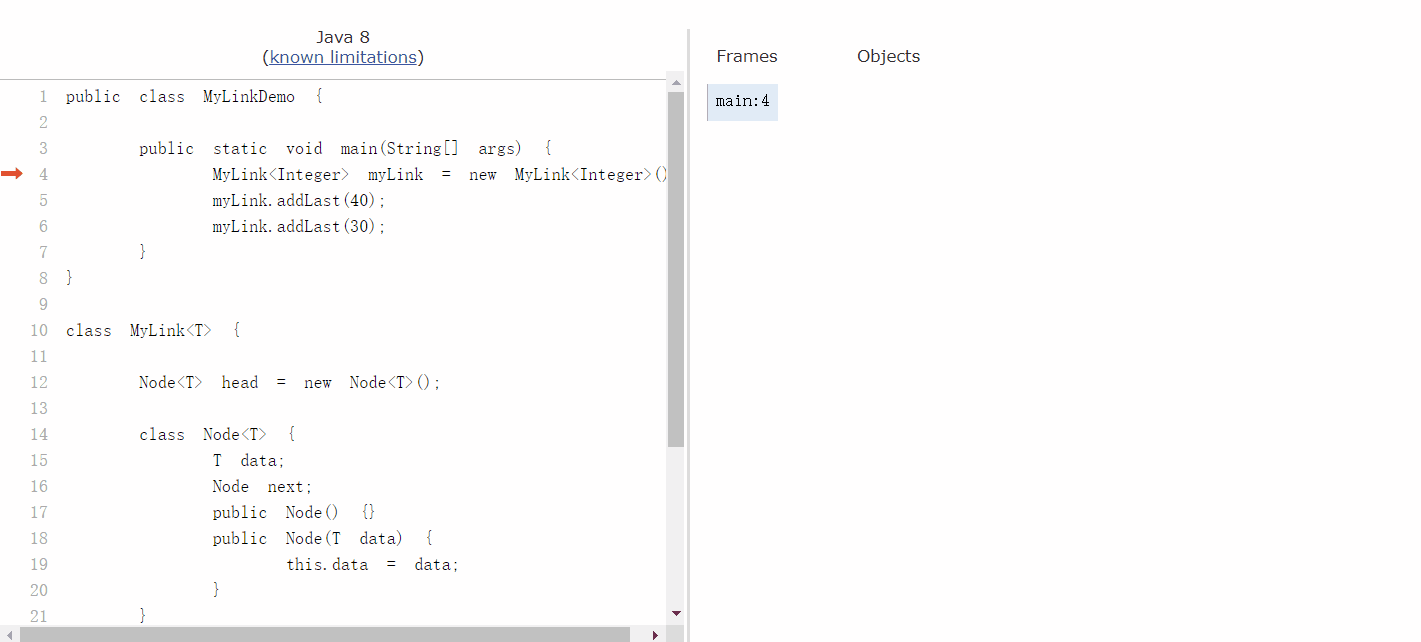 Java 8
(known limitations)
Frames
Objects
main:4
1 public class MyLinkDemo {
2
3 public static void main(String[] args) {
4 MyLink<Integer> myLink = new MyLink<Integer>()
5 myLink.addLast(40);
6 myLink.addLast(30);
7 }
8 }
9
10 class MyLink<T> {
11
12 Node<T> head = new Node<T>();
13
14 class Node<T> {
15 T data;
16 Node next;
17 public Node() {}
18 public Node(T data) {
19 this.data = data;
20 }
21 }